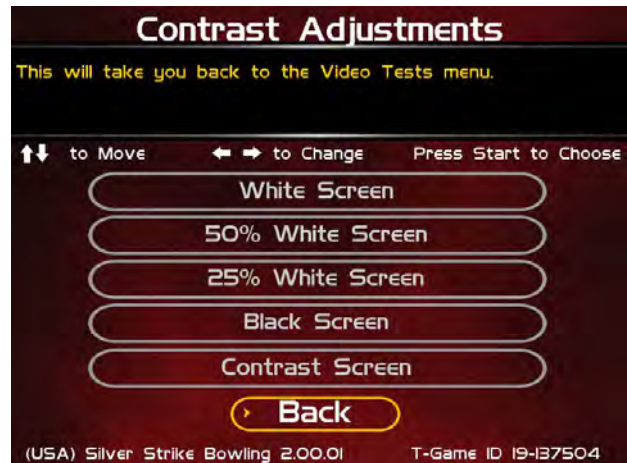 Contrast Adjustments
This will take you back to the Video Tests menu.
to Move to Change Press Start to Choose
White Screen
50% White Screen
25% White Screen
Black Screen
Contrast Screen
Back
(USA) Silver Strike Bowling 2.00.01 T-Game ID 19-137504